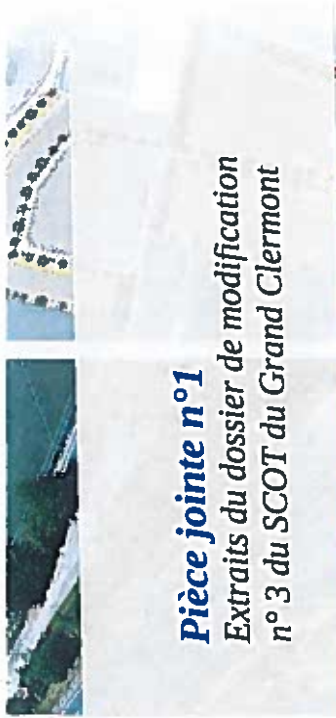 Pièce jointe n°1
Extraits du dossier de modification
n° 3 du SCOT du Grand Clermont